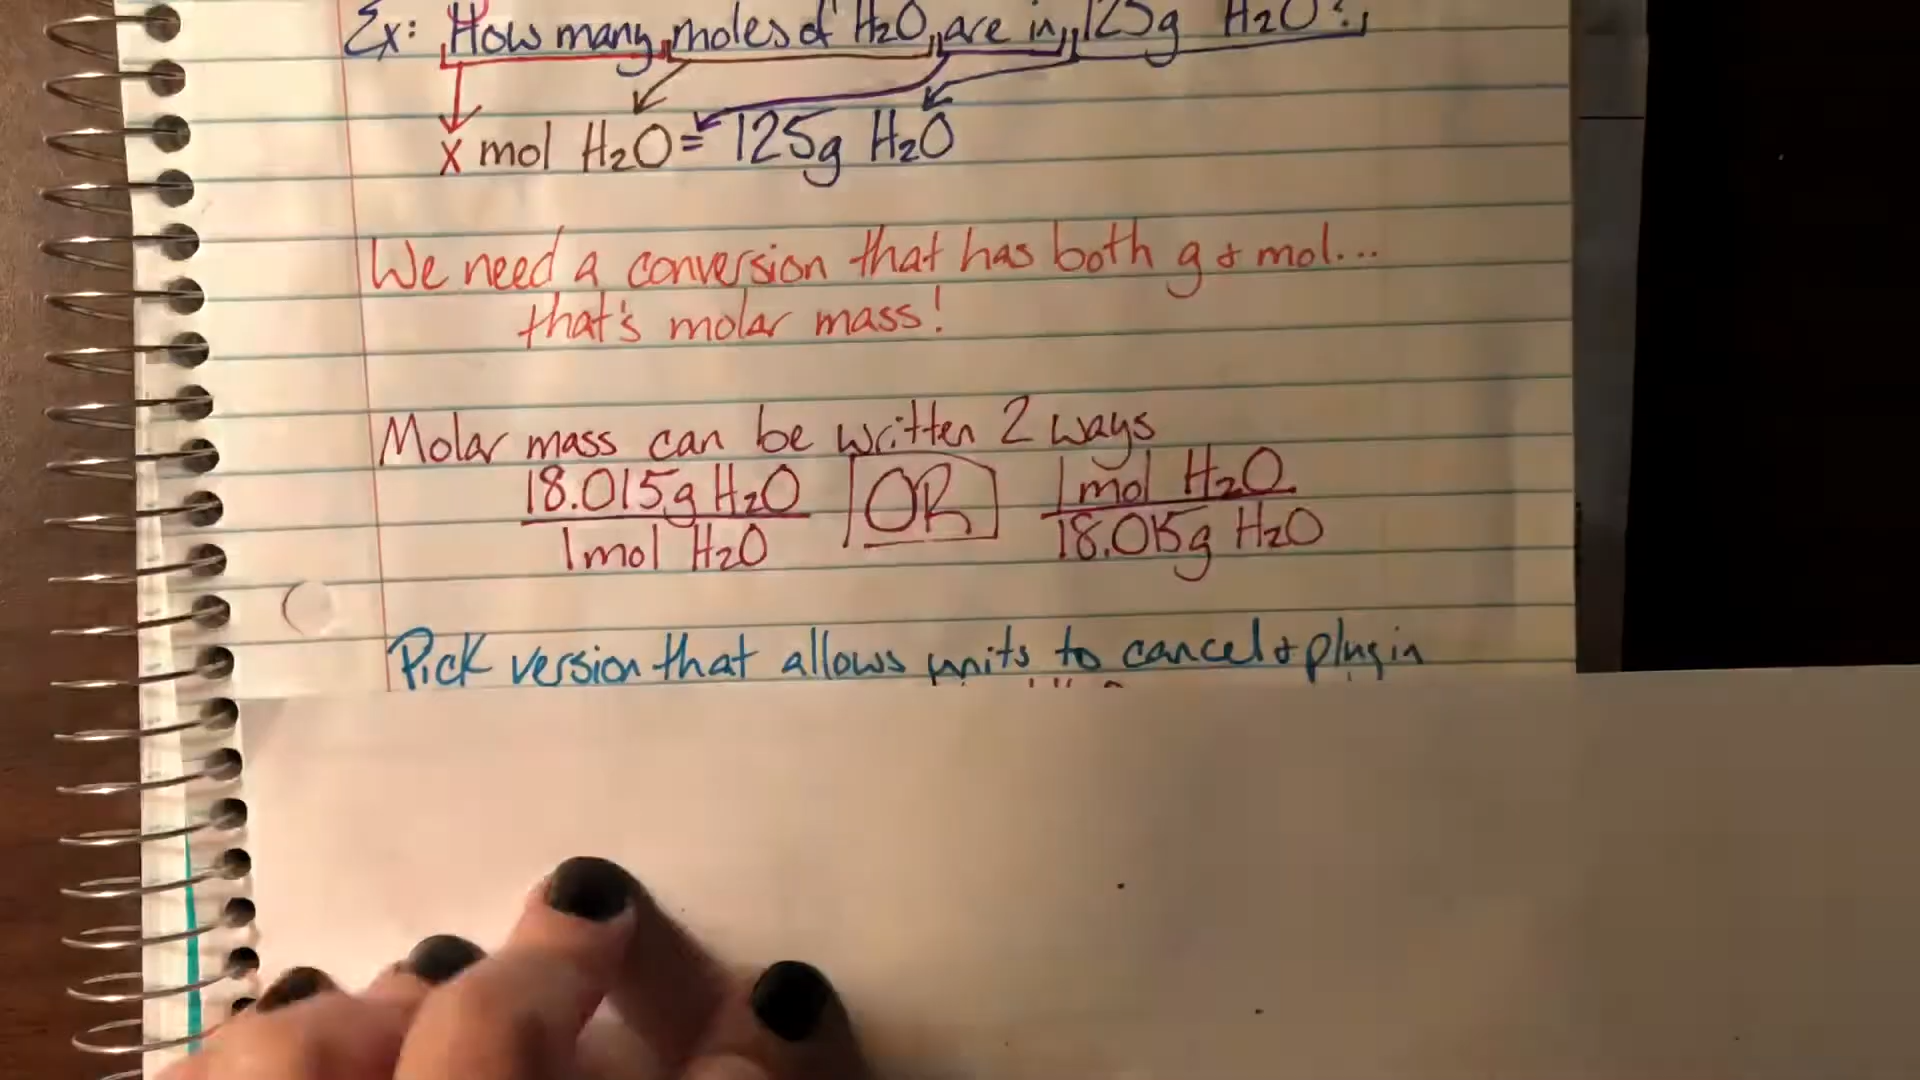 Ex: How many moles of H2O are in 125g H2O?
x mol H2O = 125g H2O
We need a conversion that has both g & mol...
that's molar mass!
Molar mass can be written 2 ways
18.015g H2O OR 1mol H2O
1mol H2O 18.015g H2O
Pick version that allows units to cancel & plug in